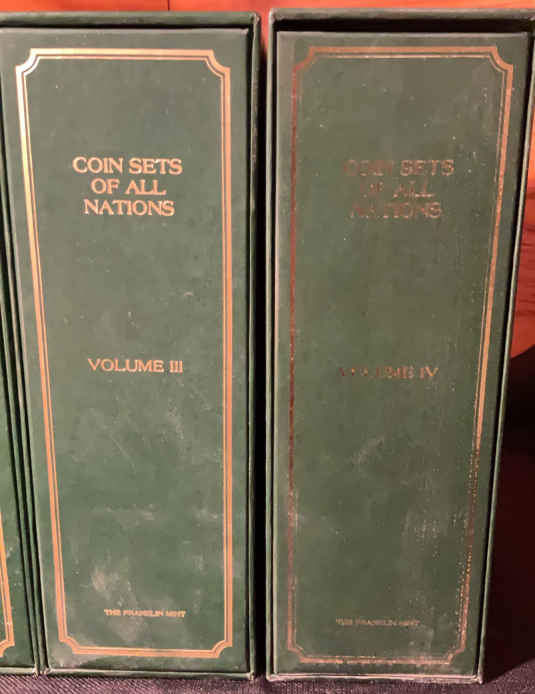 COIN SETS
OF ALL
NATIONS
VOLUME III
THE FRANKLIN MINT
COIN SETS
OF ALL
NATIONS
VOLUME IV
THE FRANKLIN MINT